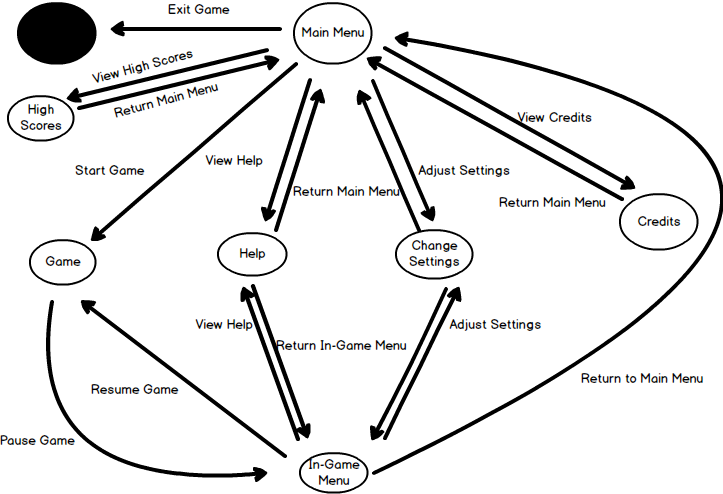 Exit Game
Main Menu
View High Scores
Return Main Menu
High
Scores
View Credits
View Help
Start Game
Adjust Settings
Return Main Menu
Return Main Menu
Credits
Game
Help
Change
Settings
View Help
Adjust Settings
Return In-Game Menu
Return to Main Menu
Resume Game
Pause Game
In-Game
Menu